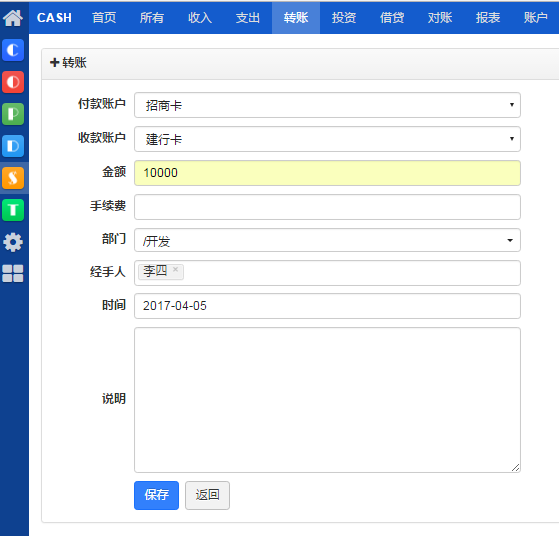 CASH 首页 所有 收入 支出 转账 投资 借贷 对账 报表 账户
转账
付款账户 招商卡
收款账户 建行卡
金额 10000
手续费
部门 /开发
经手人 李四 ×
时间 2017-04-05
说明
保存 返回
C
O
P
D
S
T